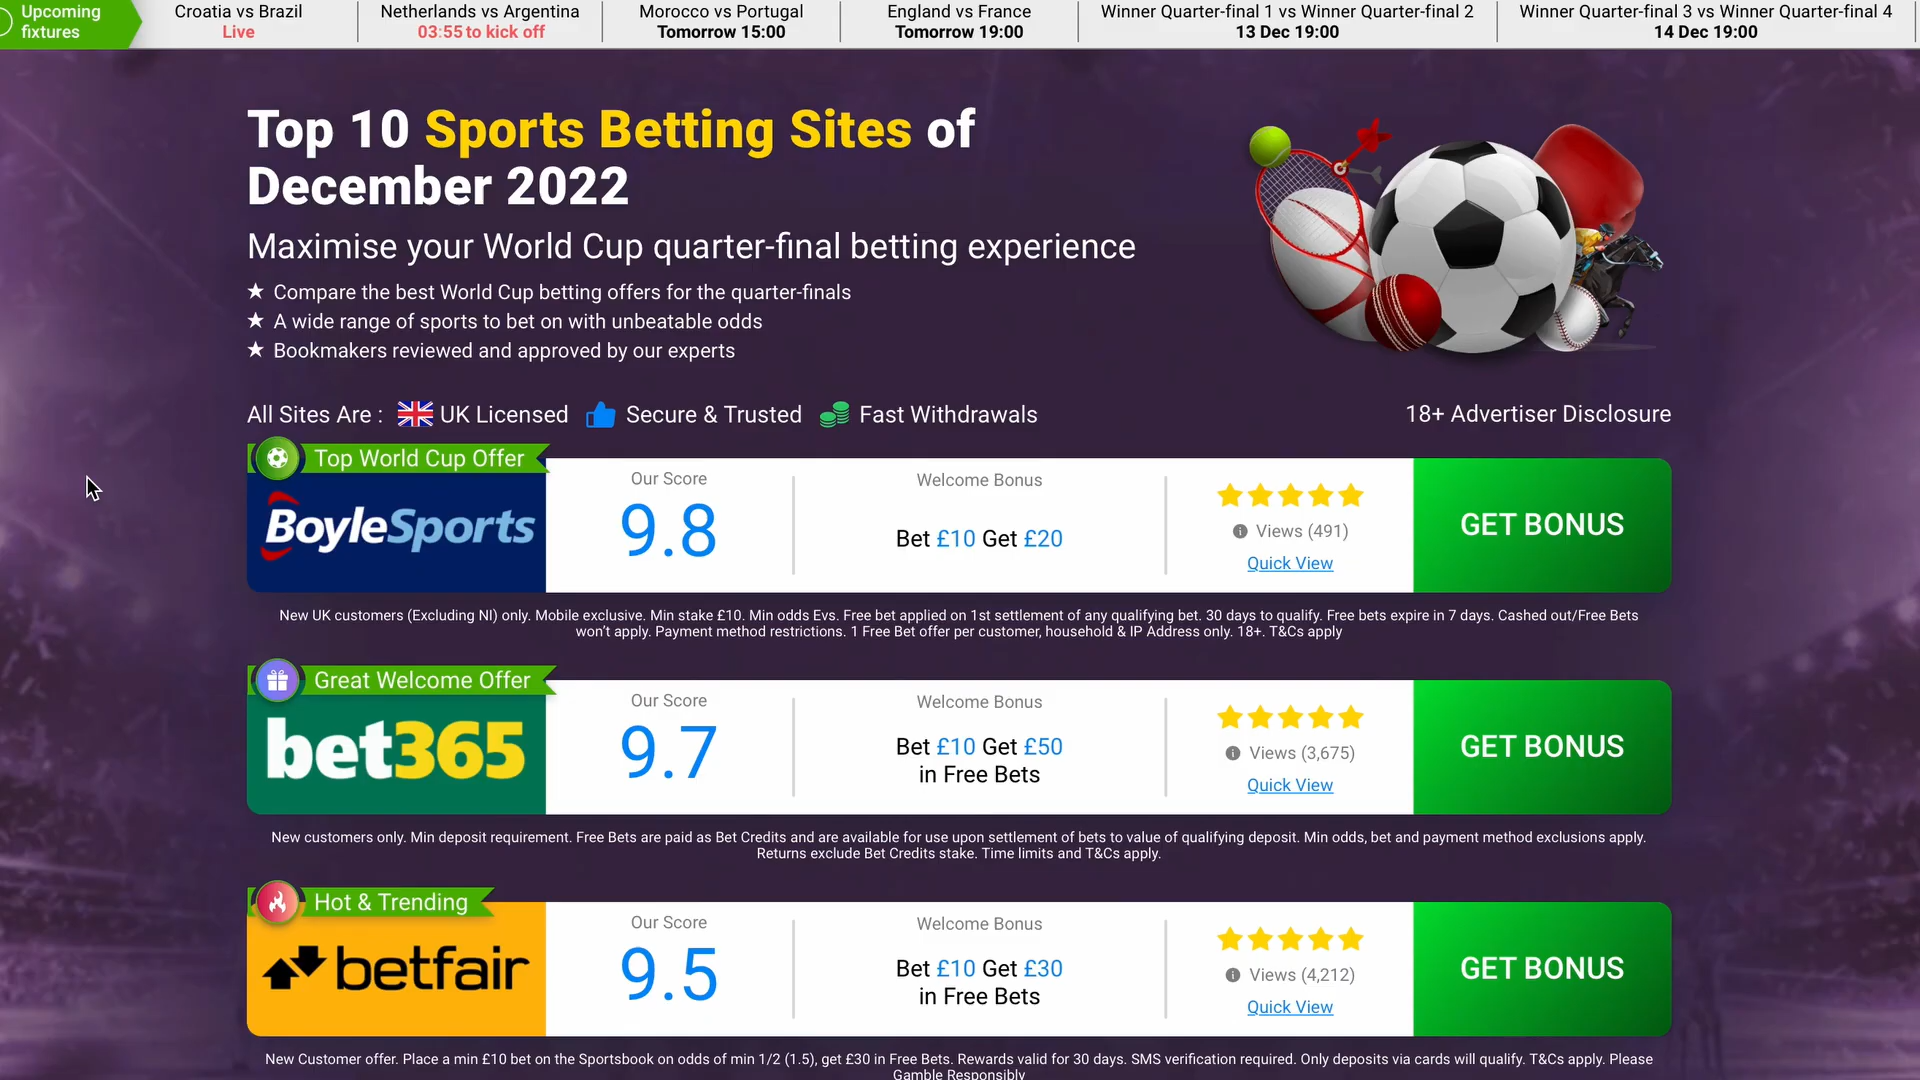 Upcoming
fixtures
Croatia vs Brazil
Live
Netherlands vs Argentina
03:55 to kick off
Morocco vs Portugal
Tomorrow 15:00
England vs France
Tomorrow 19:00
Winner Quarter-final 1 vs Winner Quarter-final 2
13 Dec 19:00
Winner Quarter-final 3 vs Winner Quarter-final 4
14 Dec 19:00
Top 10 Sports Betting Sites of
December 2022
Maximise your World Cup quarter-final betting experience
★ Compare the best World Cup betting offers for the quarter-finals
★ A wide range of sports to bet on with unbeatable odds
★ Bookmakers reviewed and approved by our experts
All Sites Are : UK Licensed Secure & Trusted Fast Withdrawals
18+ Advertiser Disclosure
Top World Cup Offer
BoyleSports
Our Score
9.8
Welcome Bonus
Bet £10 Get £20
Views (491)
Quick View
GET BONUS
New UK customers (Excluding NI) only. Mobile exclusive. Min stake £10. Min odds Evs. Free bet applied on 1st settlement of any qualifying bet. 30 days to qualify. Free bets expire in 7 days. Cashed out/Free Bets
won't apply. Payment method restrictions. 1 Free Bet offer per customer, household & IP Address only. 18+. T&Cs apply
Great Welcome Offer
bet365
Our Score
9.7
Welcome Bonus
Bet £10 Get £50
in Free Bets
Views (3,675)
Quick View
GET BONUS
New customers only. Min deposit requirement. Free Bets are paid as Bet Credits and are available for use upon settlement of bets to value of qualifying deposit. Min odds, bet and payment method exclusions apply.
Returns exclude Bet Credits stake. Time limits and T&Cs apply.
Hot & Trending
betfair
Our Score
9.5
Welcome Bonus
Bet £10 Get £30
in Free Bets
Views (4,212)
Quick View
GET BONUS
New Customer offer. Place a min £10 bet on the Sportsbook on odds of min 1/2 (1.5), get £30 in Free Bets. Rewards valid for 30 days. SMS verification required. Only deposits via cards will qualify. T&Cs apply. Please
Gamble Responsibly